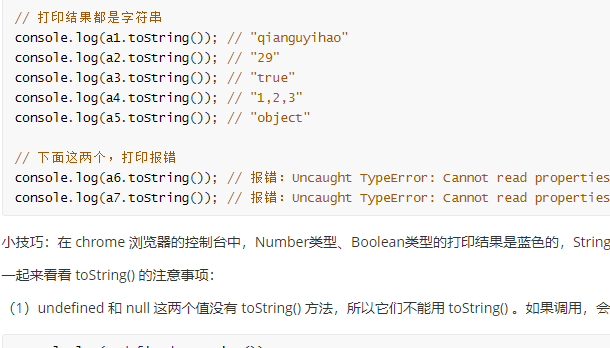 // 打印结果都是字符串
console.log(a1.toString()); // "qianguyihao"
console.log(a2.toString()); // "29"
console.log(a3.toString()); // "true"
console.log(a4.toString()); // "1,2,3"
console.log(a5.toString()); // "object"
// 下面这两个，打印报错
console.log(a6.toString()); // 报错：Uncaught TypeError: Cannot read properties
console.log(a7.toString()); // 报错：Uncaught TypeError: Cannot read properties
小技巧：在 chrome 浏览器的控制台中，Number类型、Boolean类型的打印结果是蓝色的，String
一起来看看 toString() 的注意事项：
（1）undefined 和 null 这两个值没有 toString() 方法，所以它们不能用 toString() 。如果调用，会